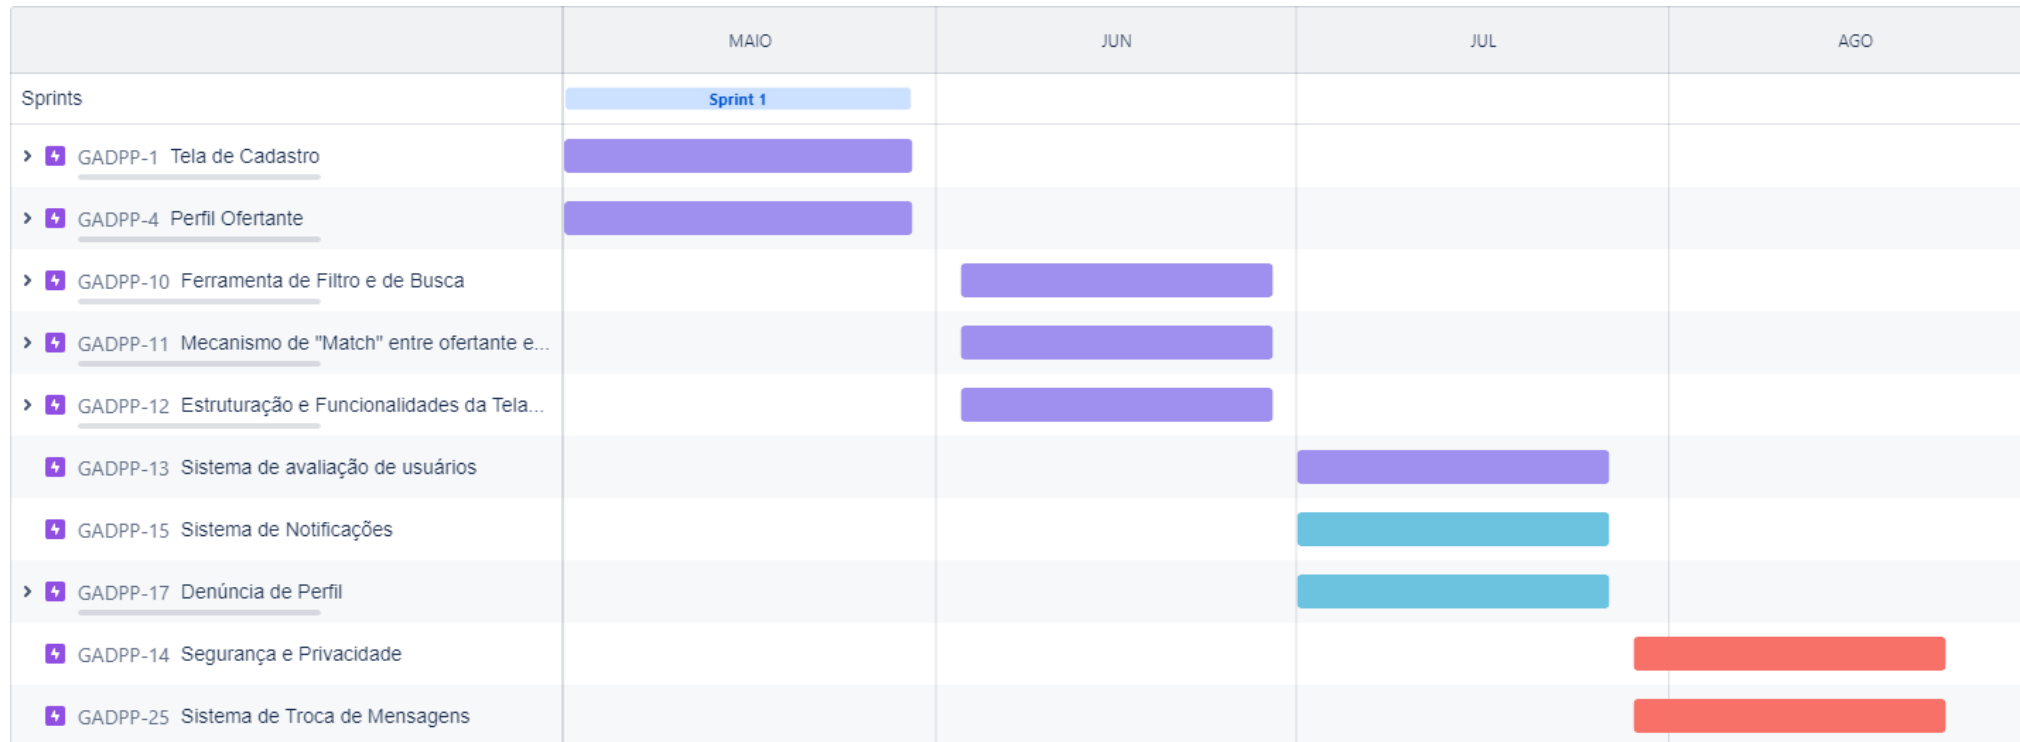 MAIO JUN JUL AGO
Sprints Sprint 1
GADPP-1 Tela de Cadastro
GADPP-4 Perfil Ofertante
GADPP-10 Ferramenta de Filtro e de Busca
GADPP-11 Mecanismo de "Match" entre ofertante e...
GADPP-12 Estruturação e Funcionalidades da Tela...
GADPP-13 Sistema de avaliação de usuários
GADPP-15 Sistema de Notificações
GADPP-17 Denúncia de Perfil
GADPP-14 Segurança e Privacidade
GADPP-25 Sistema de Troca de Mensagens